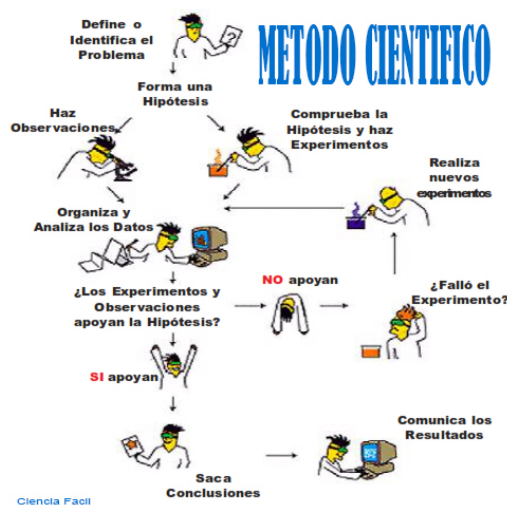 METODO CIENTIFICO
Define o
Identifica el
Problema
Forma una
Hipótesis
Haz
Observaciones
Comprueba la
Hipótesis y haz
Experimentos
Realiza
nuevos
experimentos
Organiza y
Analiza los Datos
¿Los Experimentos y
Observaciones
apoyan la Hipótesis?
NO apoyan
¿Falló el
Experimento?
SI apoyan
Saca
Conclusiones
Comunica los
Resultados
Ciencia Facil